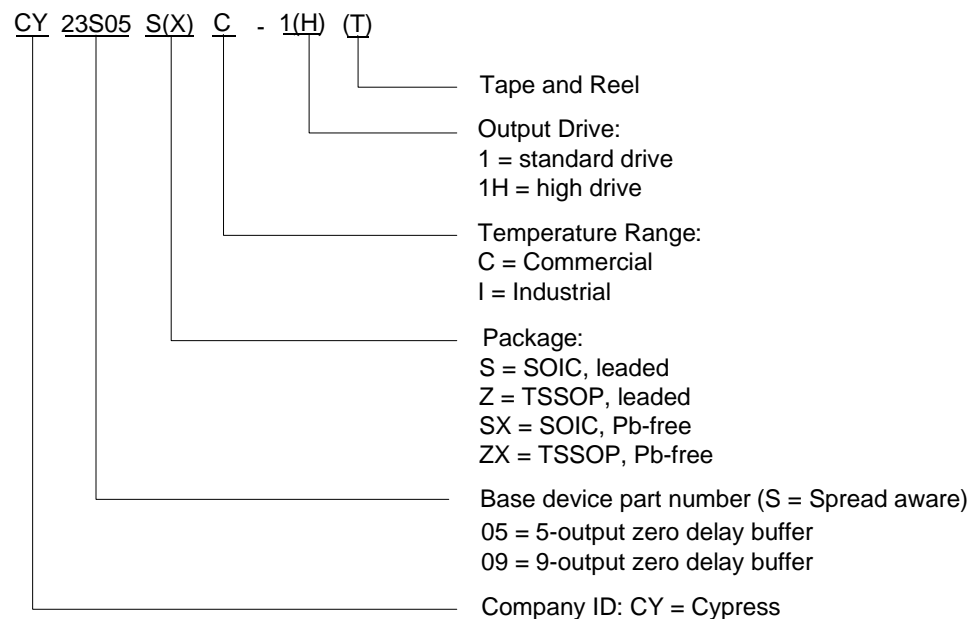 CY 23S05 S(X) C - 1(H) (T)
Tape and Reel
Output Drive:
1 = standard drive
1H = high drive
Temperature Range:
C = Commercial
I = Industrial
Package:
S = SOIC, leaded
Z = TSSOP, leaded
SX = SOIC, Pb-free
ZX = TSSOP, Pb-free
Base device part number (S = Spread aware)
05 = 5-output zero delay buffer
09 = 9-output zero delay buffer
Company ID: CY = Cypress